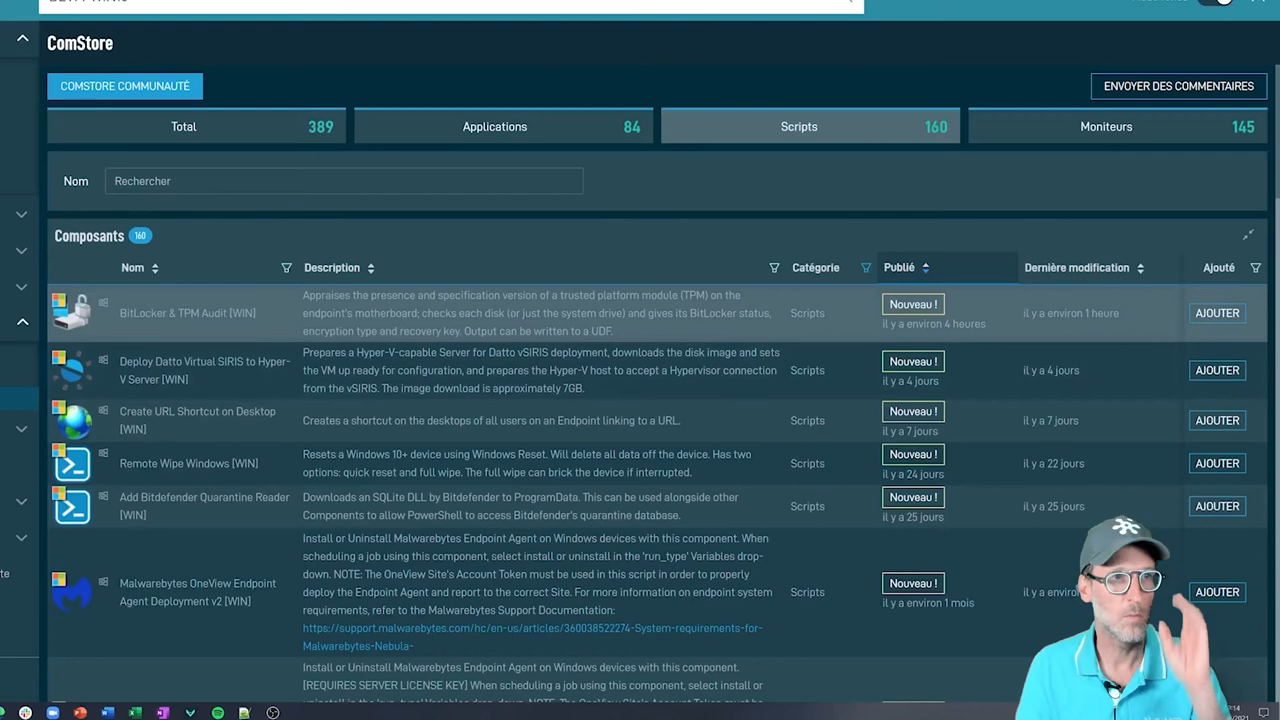 ComStore
COMSTORE COMMUNAUTÉ
ENVOYER DES COMMENTAIRES
Total 389
Applications 84
Scripts 160
Moniteurs 145
Nom
Rechercher
Composants 160
Nom Description Catégorie Publié Dernière modification Ajouté
BitLocker & TPM Audit [WIN]
Appraises the presence and specification version of a trusted platform module (TPM) on the
endpoint's motherboard; checks each disk (or just the system drive) and gives its BitLocker status,
encryption type and recovery key. Output can be written to a UDF.
Scripts
Nouveau !
il y a environ 4 heures
il y a environ 1 heure
AJOUTER
Deploy Datto Virtual SIRIS to Hyper-
V Server [WIN]
Prepares a Hyper-V-capable Server for Datto vSIRIS deployment, downloads the disk image and sets
the VM up ready for configuration, and prepares the Hyper-V host to accept a Hypervisor connection
from the vSIRIS. The image download is approximately 7GB.
Scripts
Nouveau !
il y a 4 jours
il y a 4 jours
AJOUTER
Create URL Shortcut on Desktop
[WIN]
Creates a shortcut on the desktops of all users on an Endpoint linking to a URL.
Scripts
Nouveau !
il y a 7 jours
il y a 7 jours
AJOUTER
Remote Wipe Windows [WIN]
Resets a Windows 10+ device using Windows Reset. Will delete all data off the device. Has two
options: quick reset and full wipe. The full wipe can brick the device if interrupted.
Scripts
Nouveau !
il y a 24 jours
il y a 22 jours
AJOUTER
Add Bitdefender Quarantine Reader
[WIN]
Downloads an SQLite DLL by Bitdefender to ProgramData. This can be used alongside other
Components to allow PowerShell to access Bitdefender's quarantine database.
Scripts
Nouveau !
il y a 25 jours
il y a 25 jours
AJOUTER
Malwarebytes OneView Endpoint
Agent Deployment v2 [WIN]
Install or Uninstall Malwarebytes Endpoint Agent on Windows devices with this component. When
scheduling a job using this component, select install or uninstall in the 'run_type' Variables drop-
down. NOTE: The OneView Site's Account Token must be used in this script in order to properly
deploy the Endpoint Agent and report to the correct Site. For more information on endpoint system
requirements, refer to the Malwarebytes Support Documentation:
https://support.malwarebytes.com/hc/en-us/articles/360038522274-System-requirements-for-
Malwarebytes-Nebula-
Scripts
Nouveau !
il y a environ 1 mois
il y a
AJOUTER
Install or Uninstall Malwarebytes Endpoint Agent on Windows devices with this component.
[REQUIRES SERVER LICENSE KEY] When scheduling a job using this component, select install or